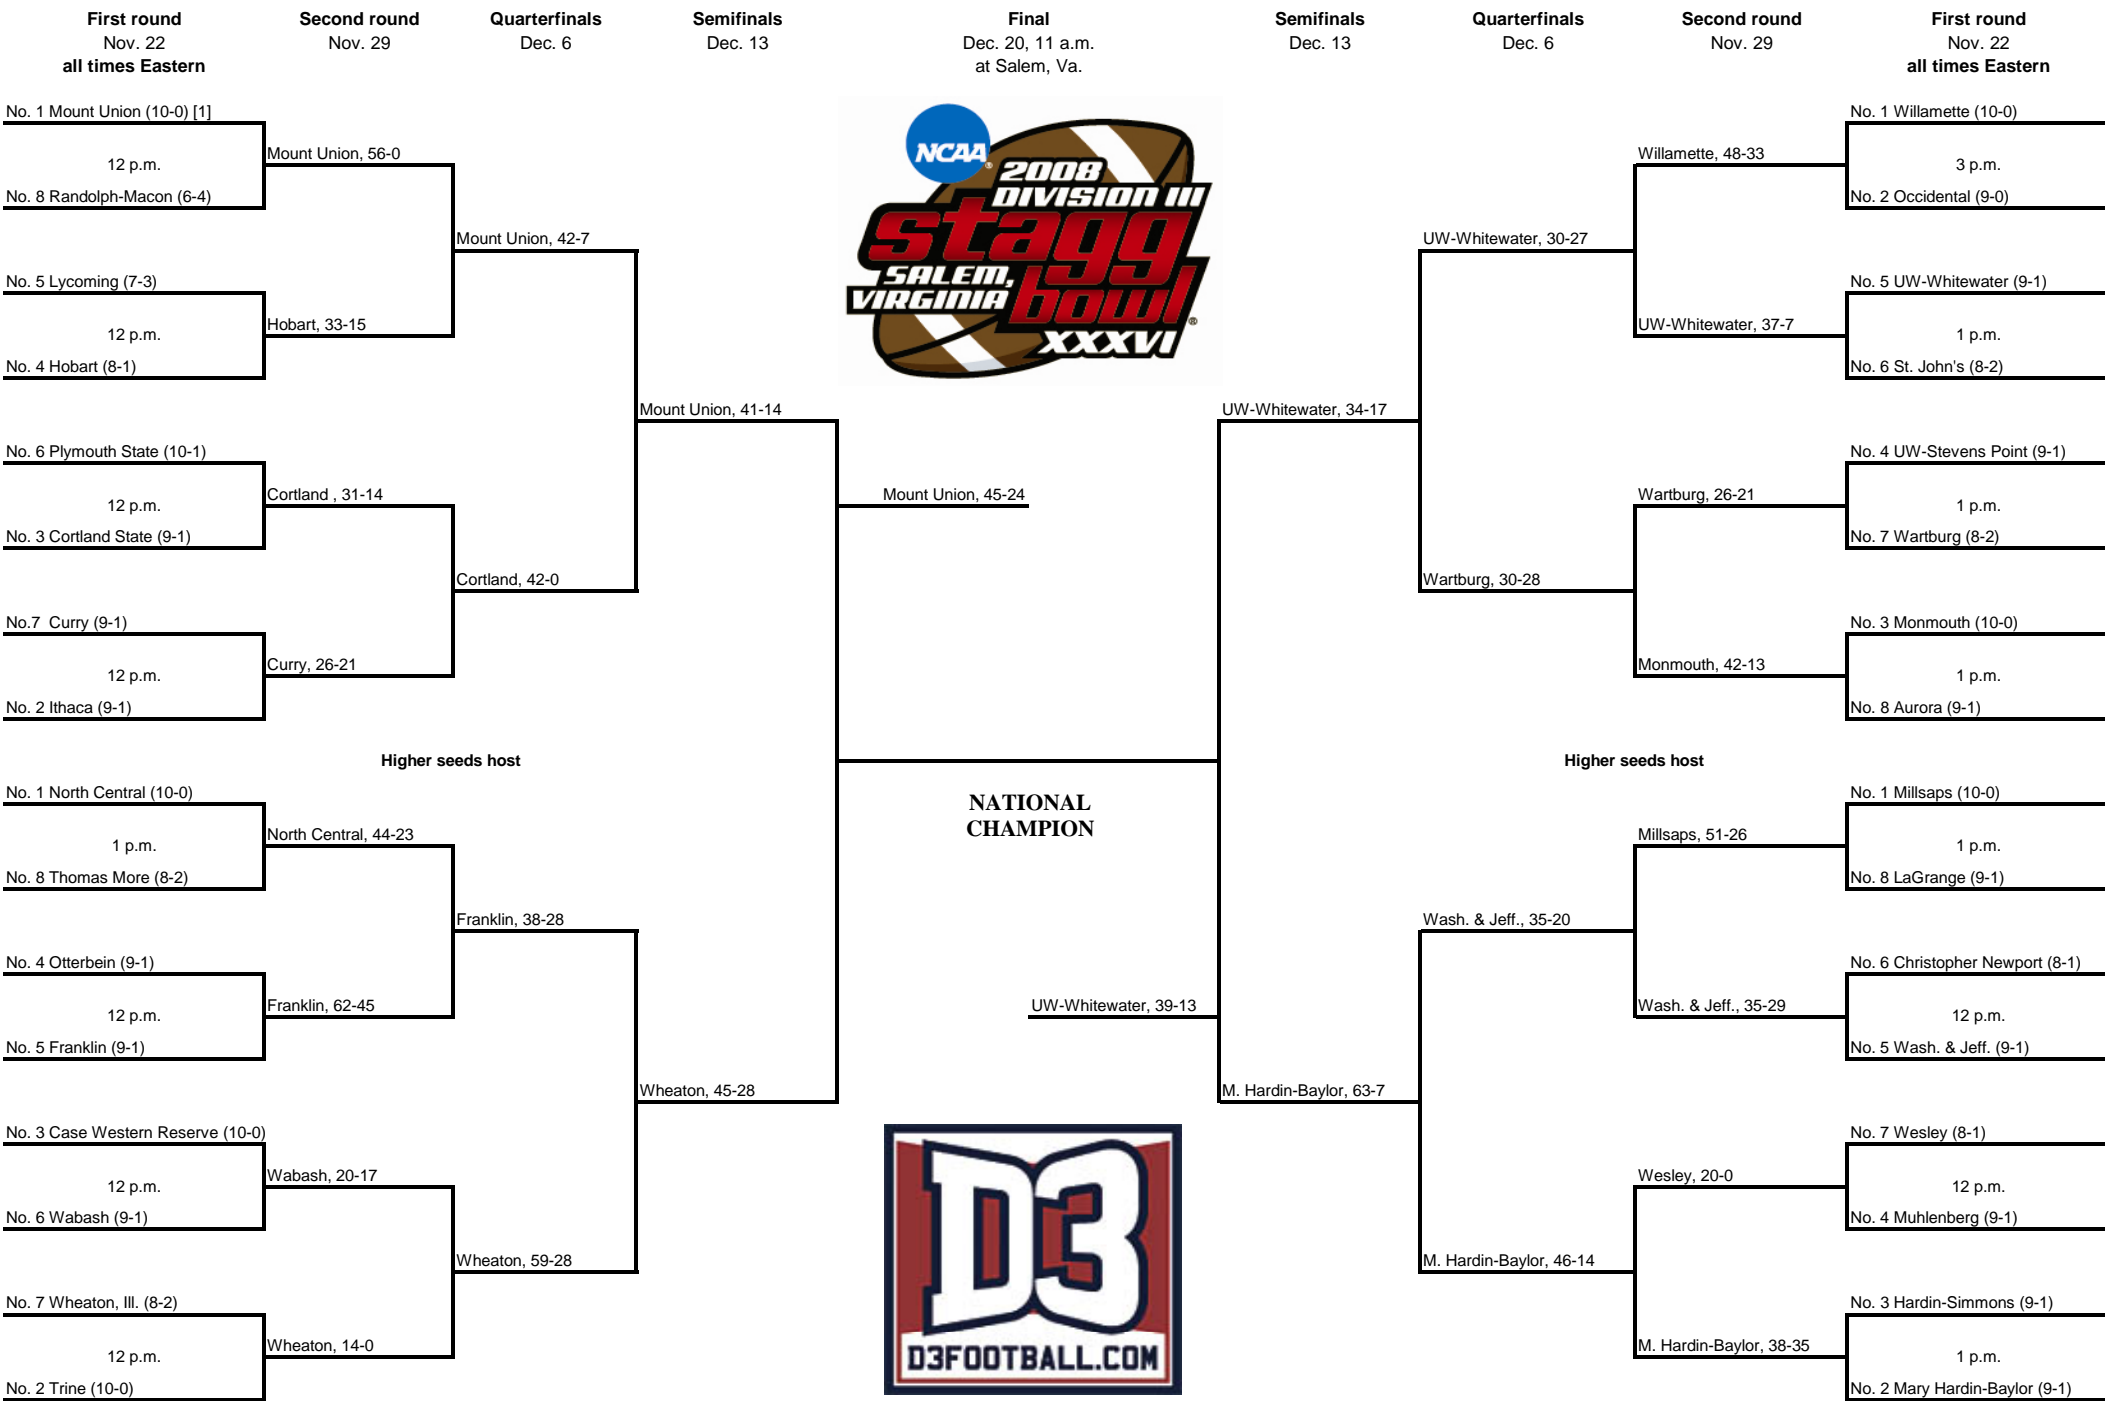 First round
Nov. 22
all times Eastern
Second round
Nov. 29
Quarterfinals
Dec. 6
Semifinals
Dec. 13
Final
Dec. 20, 11 a.m.
at Salem, Va.
Semifinals
Dec. 13
Quarterfinals
Dec. 6
Second round
Nov. 29
First round
Nov. 22
all times Eastern
No. 1 Mount Union (10-0) [1]
12 p.m.
No. 8 Randolph-Macon (6-4)
No. 5 Lycoming (7-3)
12 p.m.
No. 4 Hobart (8-1)
No. 6 Plymouth State (10-1)
12 p.m.
No. 3 Cortland State (9-1)
No.7 Curry (9-1)
12 p.m.
No. 2 Ithaca (9-1)
No. 1 North Central (10-0)
1 p.m.
No. 8 Thomas More (8-2)
No. 4 Otterbein (9-1)
12 p.m.
No. 5 Franklin (9-1)
No. 3 Case Western Reserve (10-0)
12 p.m.
No. 6 Wabash (9-1)
No. 7 Wheaton, Ill. (8-2)
12 p.m.
No. 2 Trine (10-0)
Mount Union, 56-0
Hobart, 33-15
Cortland , 31-14
Curry, 26-21
Higher seeds host
North Central, 44-23
Franklin, 62-45
Wabash, 20-17
Wheaton, 14-0
Mount Union, 42-7
Cortland, 42-0
Franklin, 38-28
Wheaton, 59-28
Mount Union, 41-14
Wheaton, 45-28
NCAA
2008
DIVISION III
stagg
SALEM,
VIRGINIA
bowl
XXXVI
Mount Union, 45-24
NATIONAL
CHAMPION
UW-Whitewater, 39-13
D3
D3FOOTBALL.COM
UW-Whitewater, 34-17
M. Hardin-Baylor, 63-7
UW-Whitewater, 30-27
Wartburg, 30-28
Wash. & Jeff., 35-20
M. Hardin-Baylor, 46-14
Willamette, 48-33
UW-Whitewater, 37-7
Wartburg, 26-21
Monmouth, 42-13
Higher seeds host
Millsaps, 51-26
Wash. & Jeff., 35-29
Wesley, 20-0
M. Hardin-Baylor, 38-35
No. 1 Willamette (10-0)
3 p.m.
No. 2 Occidental (9-0)
No. 5 UW-Whitewater (9-1)
1 p.m.
No. 6 St. John's (8-2)
No. 4 UW-Stevens Point (9-1)
1 p.m.
No. 7 Wartburg (8-2)
No. 3 Monmouth (10-0)
1 p.m.
No. 8 Aurora (9-1)
No. 1 Millsaps (10-0)
1 p.m.
No. 8 LaGrange (9-1)
No. 6 Christopher Newport (8-1)
12 p.m.
No. 5 Wash. & Jeff. (9-1)
No. 7 Wesley (8-1)
12 p.m.
No. 4 Muhlenberg (9-1)
No. 3 Hardin-Simmons (9-1)
1 p.m.
No. 2 Mary Hardin-Baylor (9-1)